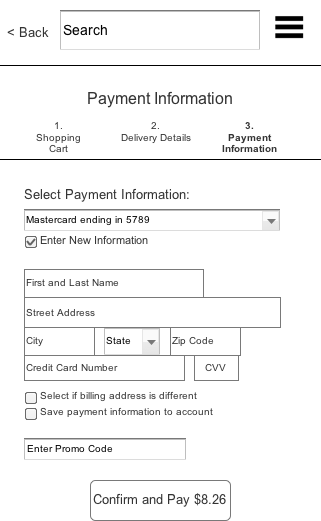 < Back
Search
Payment Information
1.
Shopping
Cart
2.
Delivery Details
3.
Payment
Information
Select Payment Information:
Mastercard ending in 5789
Enter New Information
First and Last Name
Street Address
City
State
Zip Code
Credit Card Number
CVV
Select if billing address is different
Save payment information to account
Enter Promo Code
Confirm and Pay $8.26